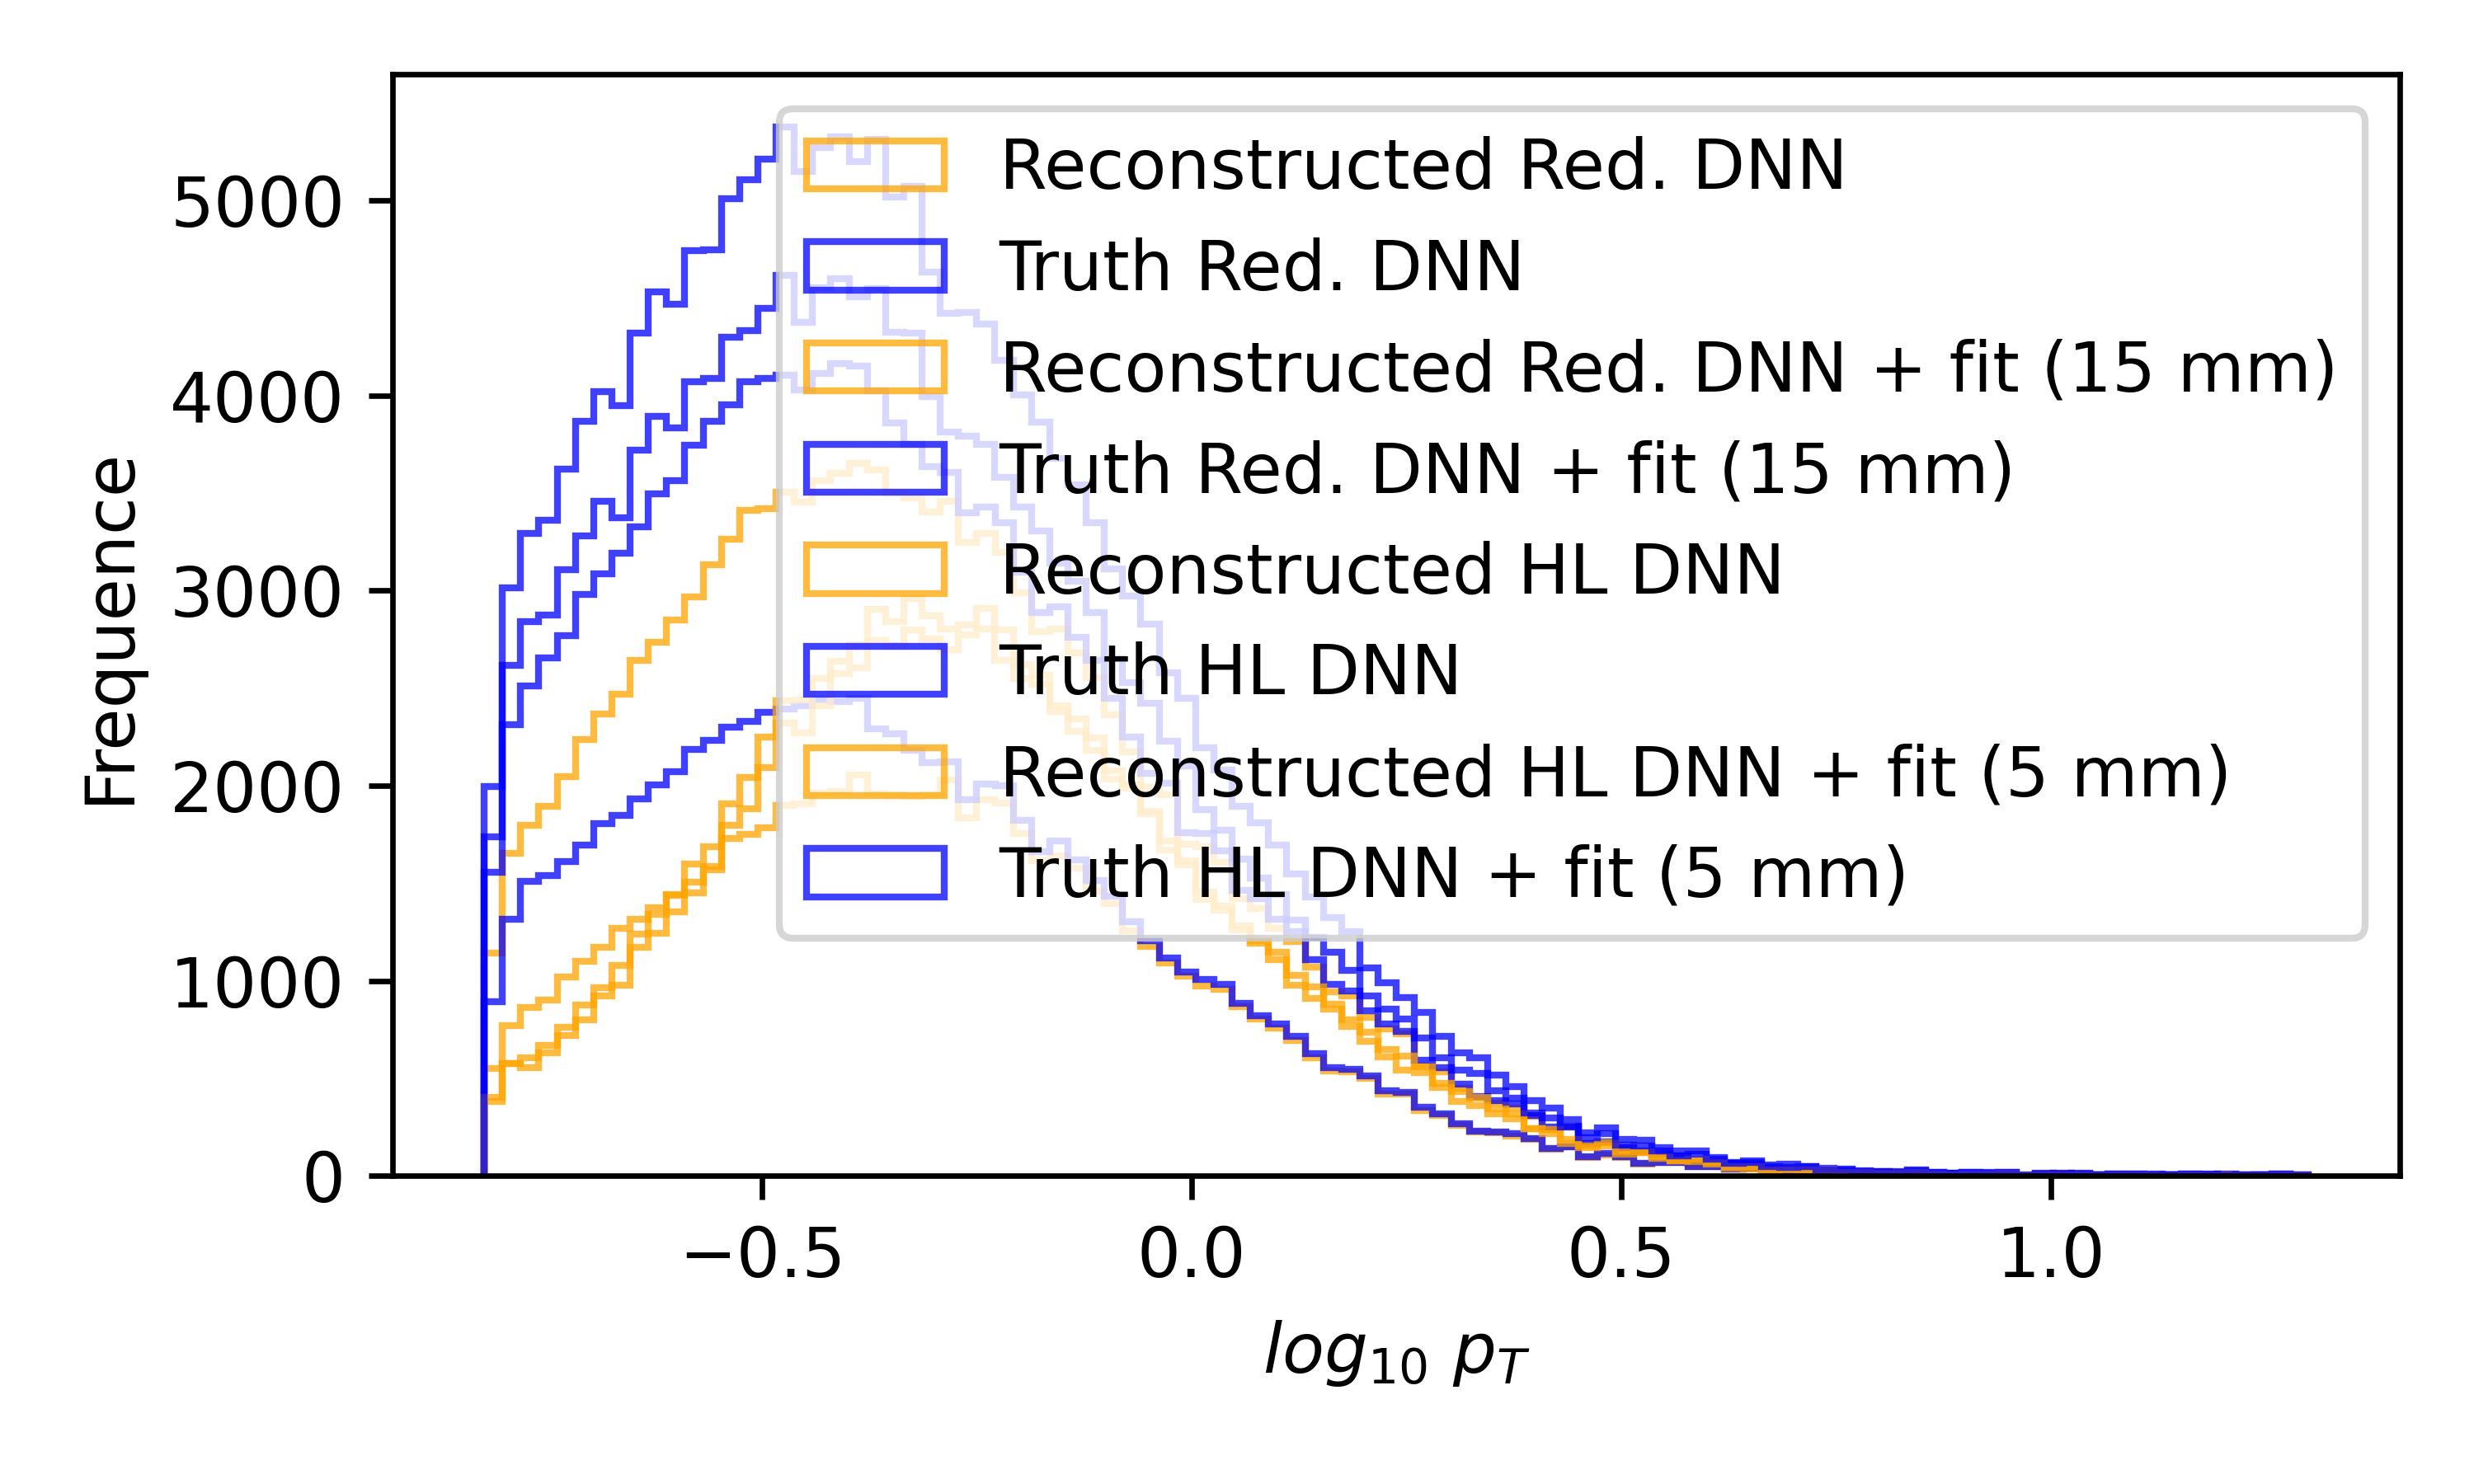 Reconstructed Red. DNN
Truth Red. DNN
Reconstructed Red. DNN + fit (15 mm)
Truth Red. DNN + fit (15 mm)
Reconstructed HL DNN
Truth HL DNN
Reconstructed HL DNN + fit (5 mm)
Truth HL DNN + fit (5 mm)
Frequence
5000
4000
3000
2000
1000
0
−0.5 0.0 0.5 1.0
log₁₀ p_T